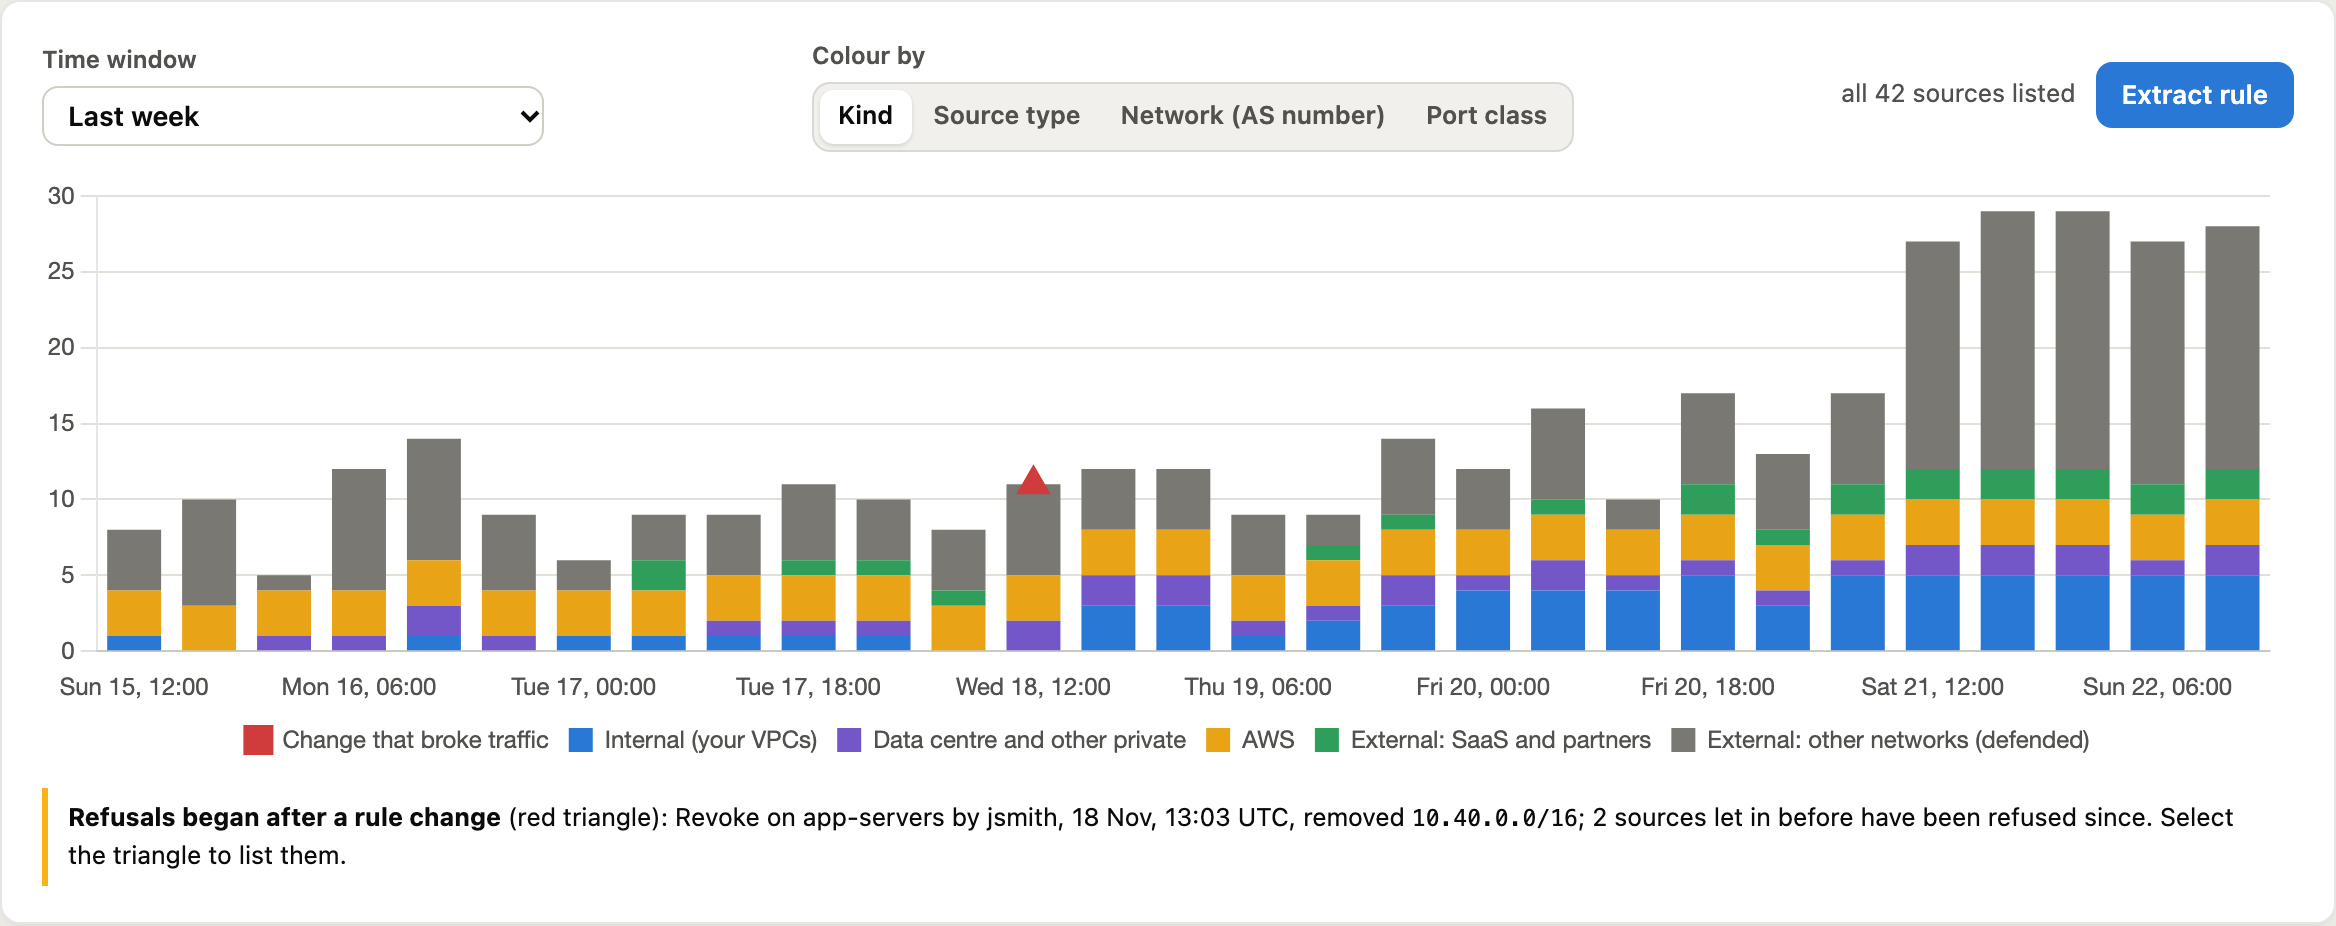 Time window
Last week
Colour by
Kind
Source type
Network (AS number)
Port class
all 42 sources listed
Extract rule
30
25
20
15
10
5
0
Sun 15, 12:00
Mon 16, 06:00
Tue 17, 00:00
Tue 17, 18:00
Wed 18, 12:00
Thu 19, 06:00
Fri 20, 00:00
Fri 20, 18:00
Sat 21, 12:00
Sun 22, 06:00
Change that broke traffic
Internal (your VPCs)
Data centre and other private
AWS
External: SaaS and partners
External: other networks (defended)
Refusals began after a rule change (red triangle): Revoke on app-servers by jsmith, 18 Nov, 13:03 UTC, removed 10.40.0.0/16; 2 sources let in before have been refused since. Select
the triangle to list them.